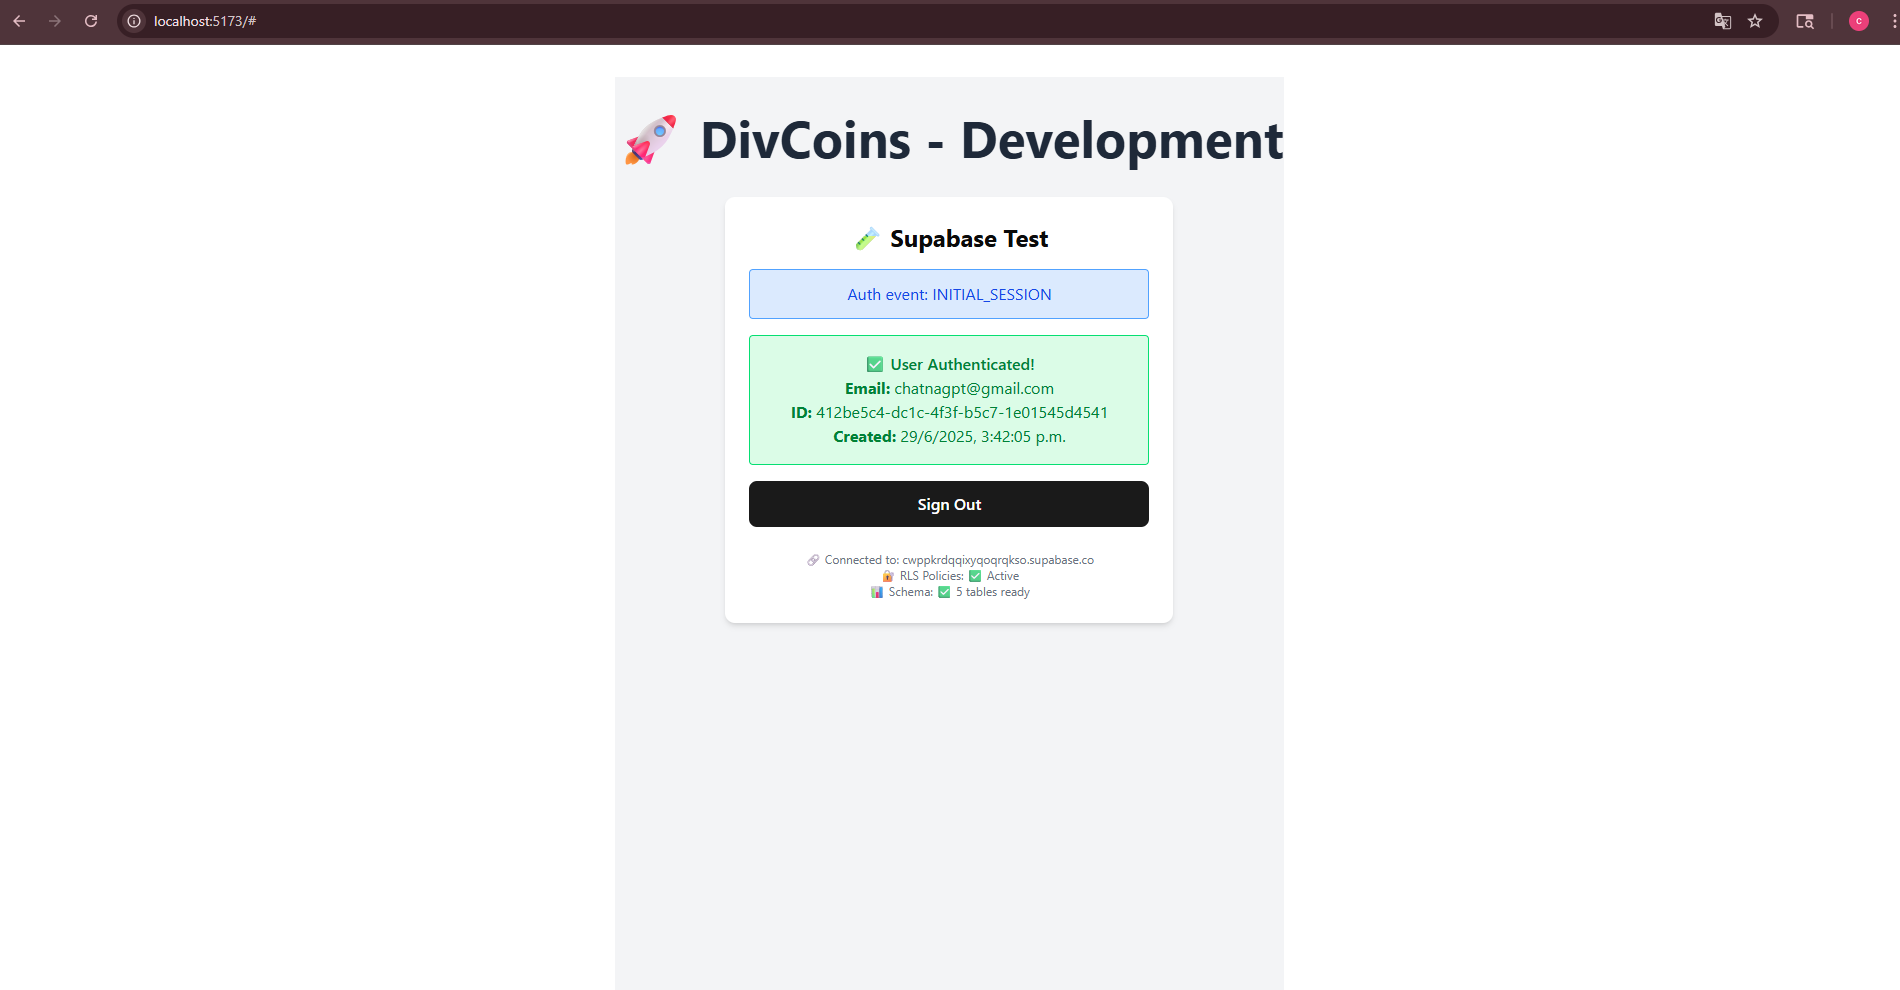 localhost:5173/#
c
🚀 DivCoins - Development
🧪 Supabase Test
Auth event: INITIAL_SESSION
✅ User Authenticated!
Email: chatnagpt@gmail.com
ID: 412be5c4-dc1c-4f3f-b5c7-1e01545d4541
Created: 29/6/2025, 3:42:05 p.m.
Sign Out
🔗 Connected to: cwppkrdqqixyqoqrqkso.supabase.co
🔐 RLS Policies: ✅ Active
📊 Schema: ✅ 5 tables ready